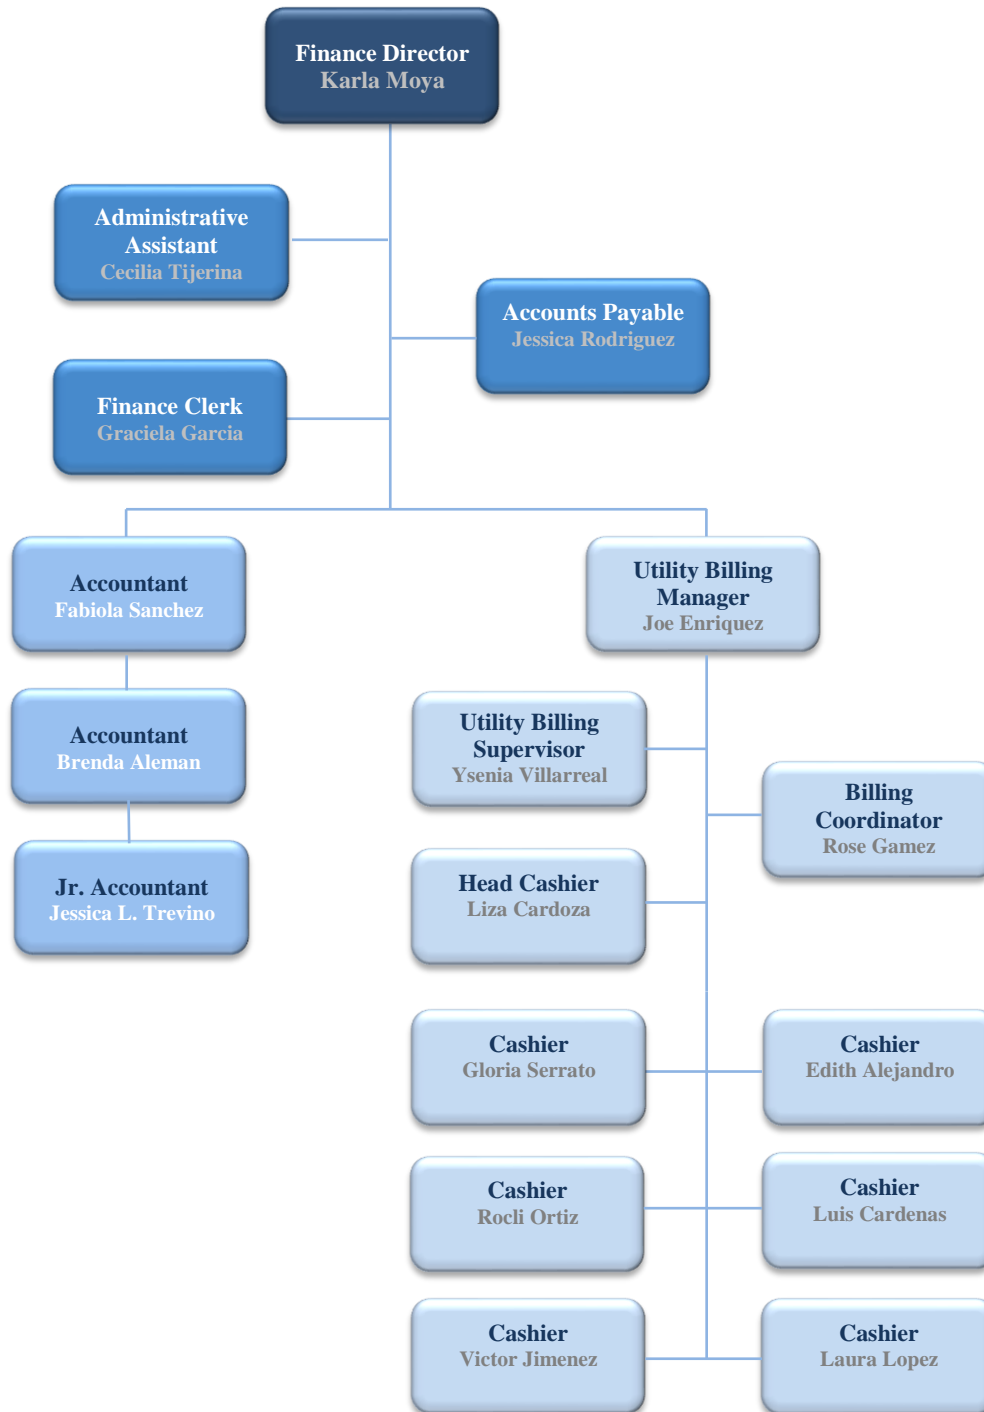 Finance Director
Karla Moya
Administrative
Assistant
Cecilia Tijerina
Accounts Payable
Jessica Rodriguez
Finance Clerk
Graciela Garcia
Accountant
Fabiola Sanchez
Utility Billing
Manager
Joe Enriquez
Accountant
Brenda Aleman
Utility Billing
Supervisor
Ysenia Villarreal
Billing
Coordinator
Rose Gamez
Jr. Accountant
Jessica L. Trevino
Head Cashier
Liza Cardoza
Cashier
Gloria Serrato
Cashier
Edith Alejandro
Cashier
Rocli Ortiz
Cashier
Luis Cardenas
Cashier
Victor Jimenez
Cashier
Laura Lopez